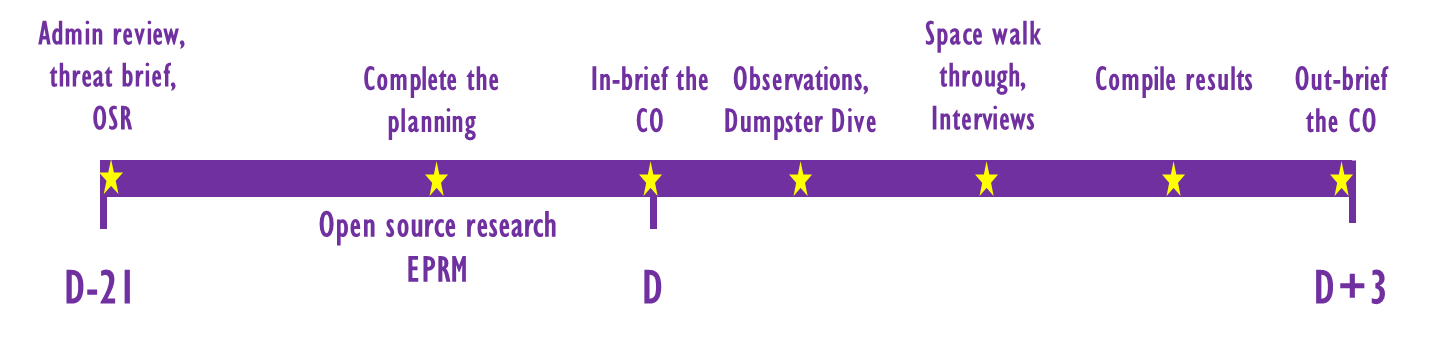 Admin review,
threat brief,
OSR
Complete the
planning
In-brief the
CO
Observations,
Dumpster Dive
Space walk
through,
Interviews
Compile results
Out-brief
the CO
Open source research
EPRM
D-21
D
D+3